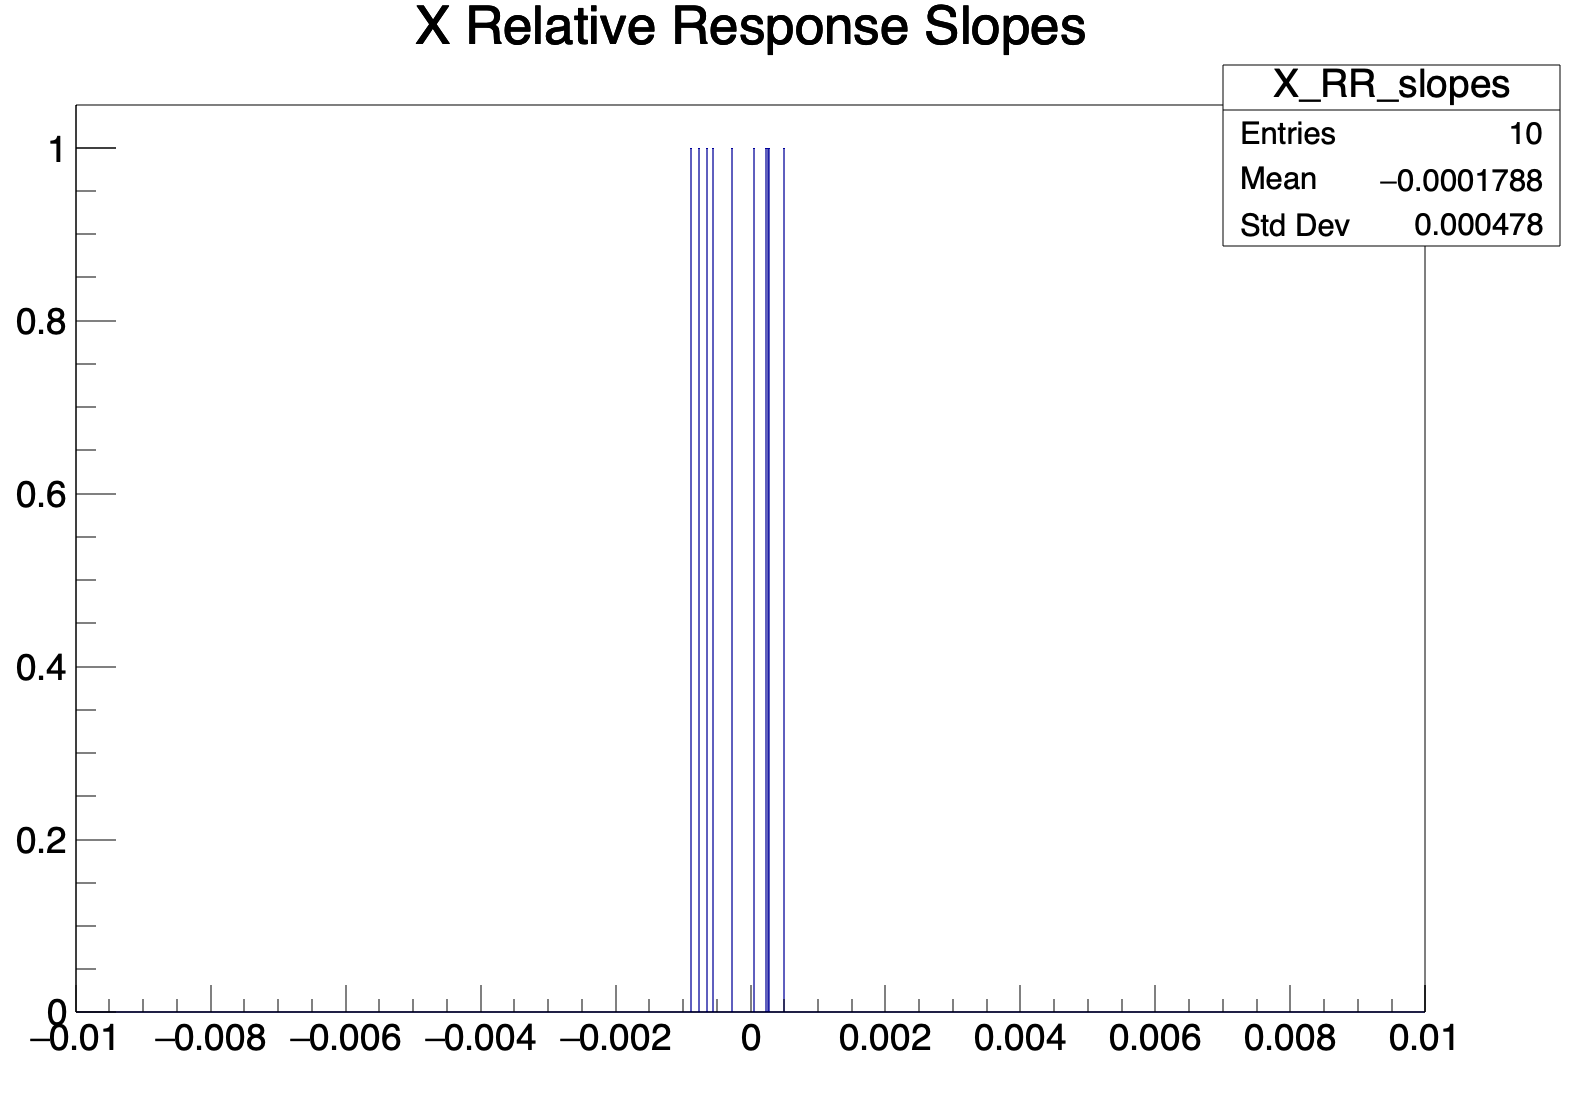 X Relative Response Slopes
X_RR_slopes
Entries 10
Mean −0.0001788
Std Dev 0.000478
1
0.8
0.6
0.4
0.2
0
−0.01 −0.008 −0.006 −0.004 −0.002 0 0.002 0.004 0.006 0.008 0.01